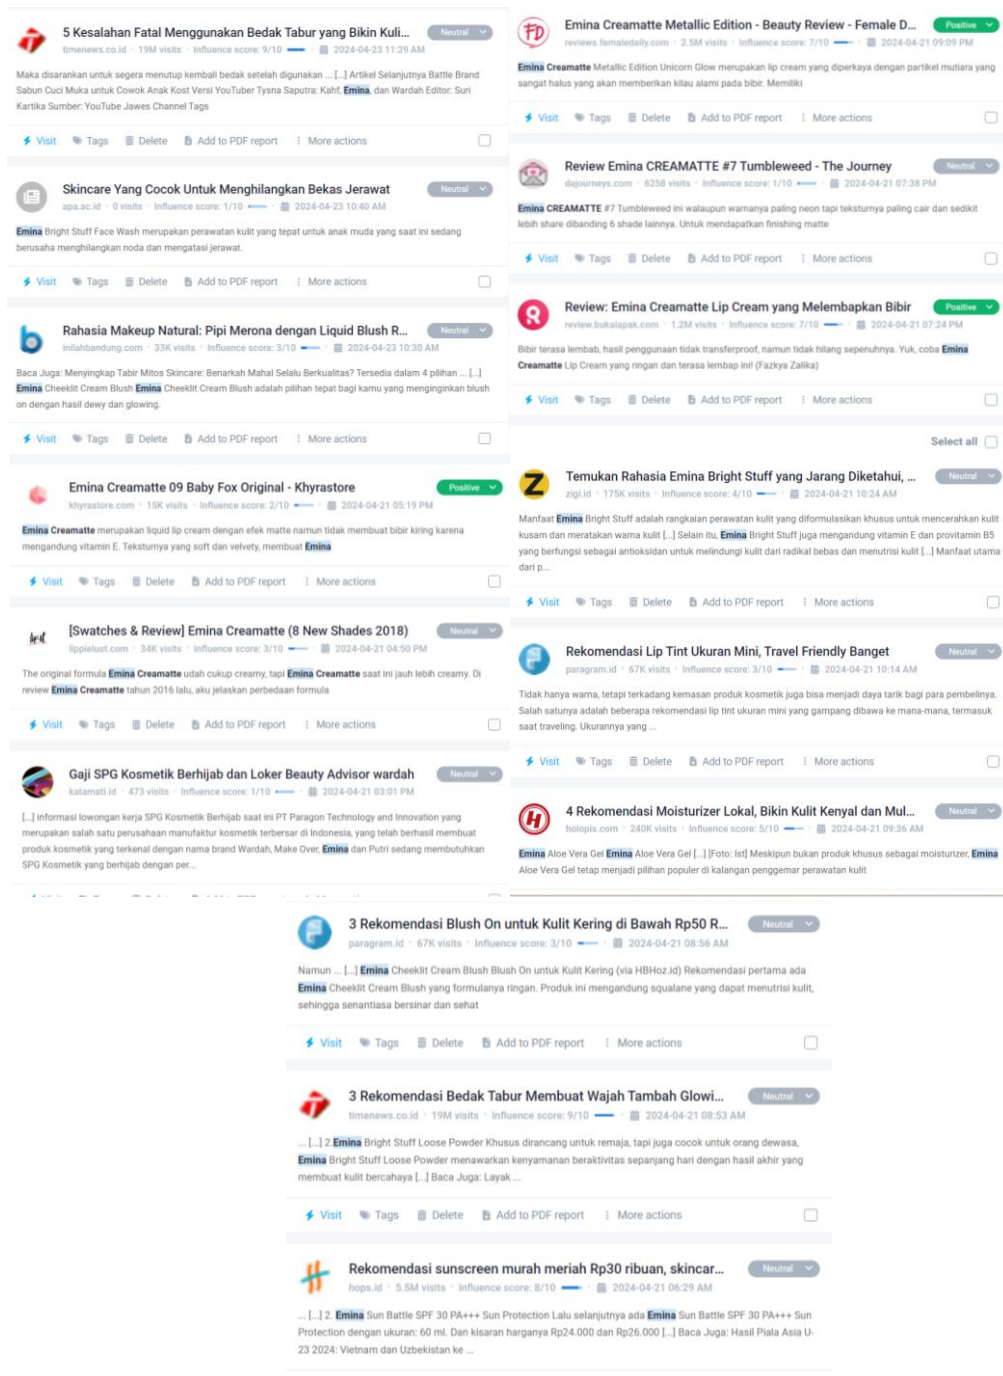 5 Kesalahan Fatal Menggunakan Bedak Tabur yang Bikin Kuli...
Neutral
timenews.co.id · 19M visits · Influence score: 9/10 · 2024-04-23 11:29 AM
Maka disarankan untuk segera menutup kembali bedak setelah digunakan ... [...] Artikel Selanjutnya Battle Brand
Sabun Cuci Muka untuk Cowok Anak Kost Versi YouTuber Tysna Saputra: Kahf, Emina, dan Wardah Editor: Suri
Kartika Sumber: YouTube Jawes Channel Tags
Visit Tags Delete Add to PDF report More actions
Skincare Yang Cocok Untuk Menghilangkan Bekas Jerawat
Neutral
apa.ac.id · 0 visits · Influence score: 1/10 · 2024-04-23 10:40 AM
Emina Bright Stuff Face Wash merupakan perawatan kulit yang tepat untuk anak muda yang saat ini sedang
berusaha menghilangkan noda dan mengatasi jerawat.
Visit Tags Delete Add to PDF report More actions
Rahasia Makeup Natural: Pipi Merona dengan Liquid Blush R...
Neutral
inilahbandung.com · 33K visits · Influence score: 3/10 · 2024-04-23 10:30 AM
Baca Juga: Menyingkap Tabir Mitos Skincare: Benarkah Mahal Selalu Berkualitas? Tersedia dalam 4 pilihan ... [...]
Emina Cheeklit Cream Blush Emina Cheeklit Cream Blush adalah pilihan tepat bagi kamu yang menginginkan blush
on dengan hasil dewy dan glowing.
Visit Tags Delete Add to PDF report More actions
Emina Creamatte 09 Baby Fox Original - Khyrastore
Positive
khyrastore.com · 15K visits · Influence score: 2/10 · 2024-04-21 05:19 PM
Emina Creamatte merupakan liquid lip cream dengan efek matte namun tidak membuat bibir kiring karena
mengandung vitamin E. Teksturnya yang soft dan velvety, membuat Emina
Visit Tags Delete Add to PDF report More actions
[Swatches & Review] Emina Creamatte (8 New Shades 2018)
Neutral
lippielust.com · 34K visits · Influence score: 3/10 · 2024-04-21 04:50 PM
The original formula Emina Creamatte udah cukup creamy, tapi Emina Creamatte saat ini jauh lebih creamy. Di
review Emina Creamatte tahun 2016 lalu, aku jelaskan perbedaan formula
Visit Tags Delete Add to PDF report More actions
Gaji SPG Kosmetik Berhijab dan Loker Beauty Advisor wardah
Neutral
katamati.id · 473 visits · Influence score: 1/10 · 2024-04-21 03:01 PM
[...] informasi lowongan kerja SPG Kosmetik Berhijab saat ini PT Paragon Technology and Innovation yang
merupakan salah satu perusahaan manufaktur kosmetik terbersar di Indonesia, yang telah berhasil membuat
produk kosmetik yang terkenal dengan nama brand Wardah, Make Over, Emina dan Putri sedang membutuhkan
SPG Kosmetik yang berhijab dengan per...
FD
Emina Creamatte Metallic Edition - Beauty Review - Female D...
Positive
reviews.femaledaily.com · 2.5M visits · Influence score: 7/10 · 2024-04-21 09:09 PM
Emina Creamatte Metallic Edition Unicorn Glow merupakan lip cream yang diperkaya dengan partikel mutiara yang
sangat halus yang akan memberikan kilau alami pada bibir. Memiliki
Visit Tags Delete Add to PDF report More actions
Review Emina CREAMATTE #7 Tumbleweed - The Journey
Neutral
dajourneys.com · 6258 visits · Influence score: 1/10 · 2024-04-21 07:38 PM
Emina CREAMATTE #7 Tumbleweed ini walaupun warnanya paling neon tapi teksturnya paling cair dan sedikit
lebih share dibanding 6 shade lainnya. Untuk mendapatkan finishing matte
Visit Tags Delete Add to PDF report More actions
Review: Emina Creamatte Lip Cream yang Melembapkan Bibir
Positive
review.bukalapak.com · 1.2M visits · Influence score: 7/10 · 2024-04-21 07:24 PM
Bibir terasa lembab, hasil penggunaan tidak transferproof, namun tidak hilang sepenuhnya. Yuk, coba Emina
Creamatte Lip Cream yang ringan dan terasa lembap ini! (Fazkya Zalika)
Visit Tags Delete Add to PDF report More actions
Select all
Z
Temukan Rahasia Emina Bright Stuff yang Jarang Diketahui, ...
Neutral
zigi.id · 175K visits · Influence score: 4/10 · 2024-04-21 10:24 AM
Manfaat Emina Bright Stuff adalah rangkaian perawatan kulit yang diformulasikan khusus untuk mencerahkan kulit
kusam dan meratakan warna kulit [...] Selain itu, Emina Bright Stuff juga mengandung vitamin E dan provitamin B5
yang berfungsi sebagai antioksidan untuk melindungi kulit dari radikal bebas dan menutrisi kulit [...] Manfaat utama
dari p...
Visit Tags Delete Add to PDF report More actions
Rekomendasi Lip Tint Ukuran Mini, Travel Friendly Banget
Neutral
paragram.id · 67K visits · Influence score: 3/10 · 2024-04-21 10:14 AM
Tidak hanya warna, tetapi terkadang kemasan produk kosmetik juga bisa menjadi daya tarik bagi para pembelinya.
Salah satunya adalah beberapa rekomendasi lip tint ukuran mini yang gampang dibawa ke mana-mana, termasuk
saat traveling. Ukurannya yang ...
Visit Tags Delete Add to PDF report More actions
H
4 Rekomendasi Moisturizer Lokal, Bikin Kulit Kenyal dan Mul...
Neutral
holopis.com · 240K visits · Influence score: 5/10 · 2024-04-21 09:36 AM
Emina Aloe Vera Gel Emina Aloe Vera Gel [...] [Foto: Ist] Meskipun bukan produk khusus sebagai moisturizer, Emina
Aloe Vera Gel tetap menjadi pilihan populer di kalangan penggemar perawatan kulit
3 Rekomendasi Blush On untuk Kulit Kering di Bawah Rp50 R...
Neutral
paragram.id · 67K visits · Influence score: 3/10 · 2024-04-21 08:56 AM
Namun ... [...] Emina Cheeklit Cream Blush Blush On untuk Kulit Kering (via HBHoz.id) Rekomendasi pertama ada
Emina Cheeklit Cream Blush yang formulanya ringan. Produk ini mengandung squalane yang dapat menutrisi kulit,
sehingga senantiasa bersinar dan sehat
Visit Tags Delete Add to PDF report More actions
3 Rekomendasi Bedak Tabur Membuat Wajah Tambah Glowi...
Neutral
timenews.co.id · 19M visits · Influence score: 9/10 · 2024-04-21 08:53 AM
... [...] 2.Emina Bright Stuff Loose Powder Khusus dirancang untuk remaja, tapi juga cocok untuk orang dewasa,
Emina Bright Stuff Loose Powder menawarkan kenyamanan beraktivitas sepanjang hari dengan hasil akhir yang
membuat kulit bercahaya [...] Baca Juga: Layak ...
Visit Tags Delete Add to PDF report More actions
Rekomendasi sunscreen murah meriah Rp30 ribuan, skincar...
Neutral
hops.id · 5.5M visits · Influence score: 8/10 · 2024-04-21 06:29 AM
... [...] 2. Emina Sun Battle SPF 30 PA+++ Sun Protection Lalu selanjutnya ada Emina Sun Battle SPF 30 PA+++ Sun
Protection dengan ukuran: 60 ml. Dan kisaran harganya Rp24.000 dan Rp26.000 [...] Baca Juga: Hasil Piala Asia U-
23 2024: Vietnam dan Uzbekistan ke ...